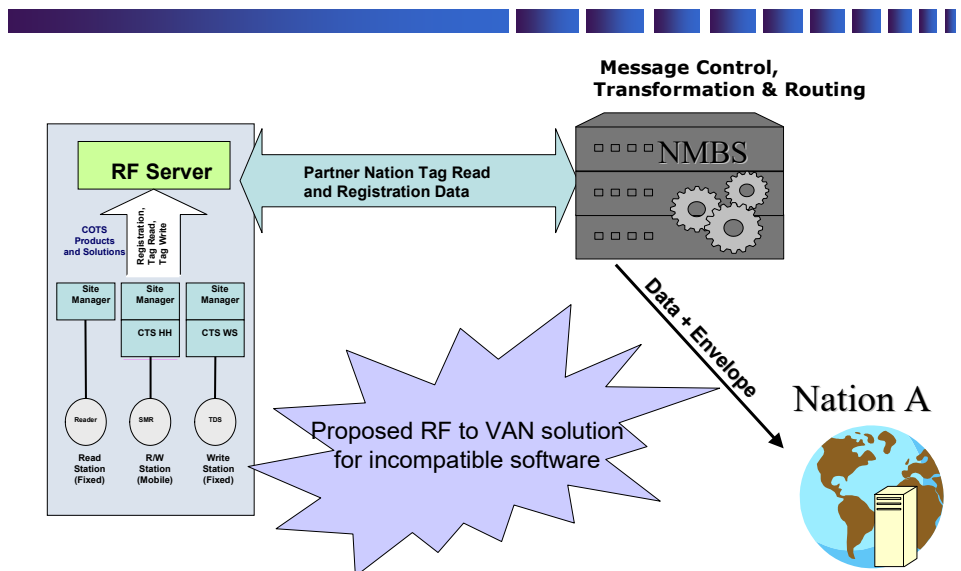 Message Control,
Transformation & Routing
NMBS
RF Server
Partner Nation Tag Read
and Registration Data
COTS
Products
and Solutions
Registration,
Tag Read,
Tag Write
Site
Manager
Site
Manager
Site
Manager
CTS HH
CTS WS
Data + Envelope
Reader
SMR
TDS
Read
Station
(Fixed)
R/W
Station
(Mobile)
Write
Station
(Fixed)
Proposed RF to VAN solution
for incompatible software
Nation A